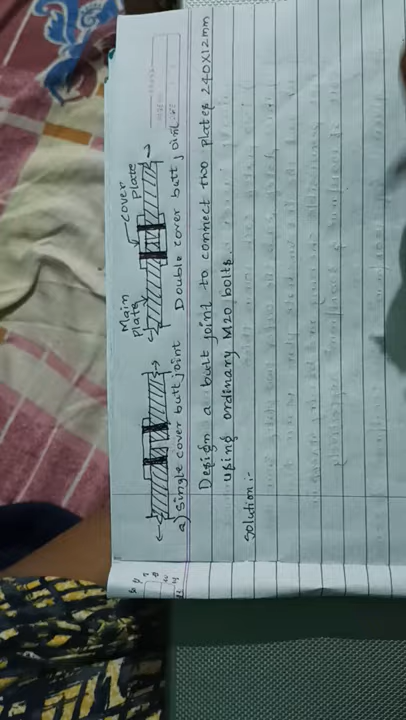 Main
plate
cover
plate
a) single cover butt joint
Double cover butt joint :-
Design a butt joint to connect two plates 240x12mm
using ordinary M20 bolts.
solution :-